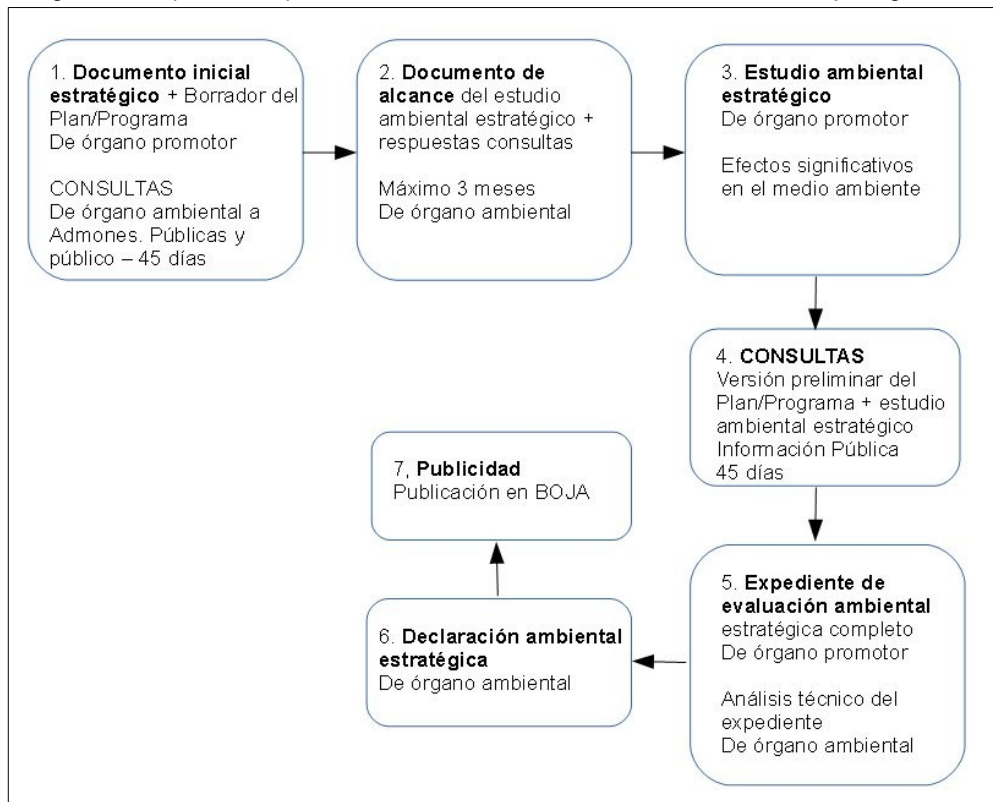 1. Documento inicial
estratégico + Borrador del
Plan/Programa
De órgano promotor
CONSULTAS
De órgano ambiental a
Admones. Públicas y
público – 45 días
2. Documento de
alcance del estudio
ambiental estratégico +
respuestas consultas
Máximo 3 meses
De órgano ambiental
3. Estudio ambiental
estratégico
De órgano promotor
Efectos significativos
en el medio ambiente
4. CONSULTAS
Versión preliminar del
Plan/Programa + estudio
ambiental estratégico
Información Pública
45 días
5. Expediente de
evaluación ambiental
estratégica completo
De órgano promotor
Análisis técnico del
expediente
De órgano ambiental
6. Declaración ambiental
estratégica
De órgano ambiental
7, Publicidad
Publicación en BOJA